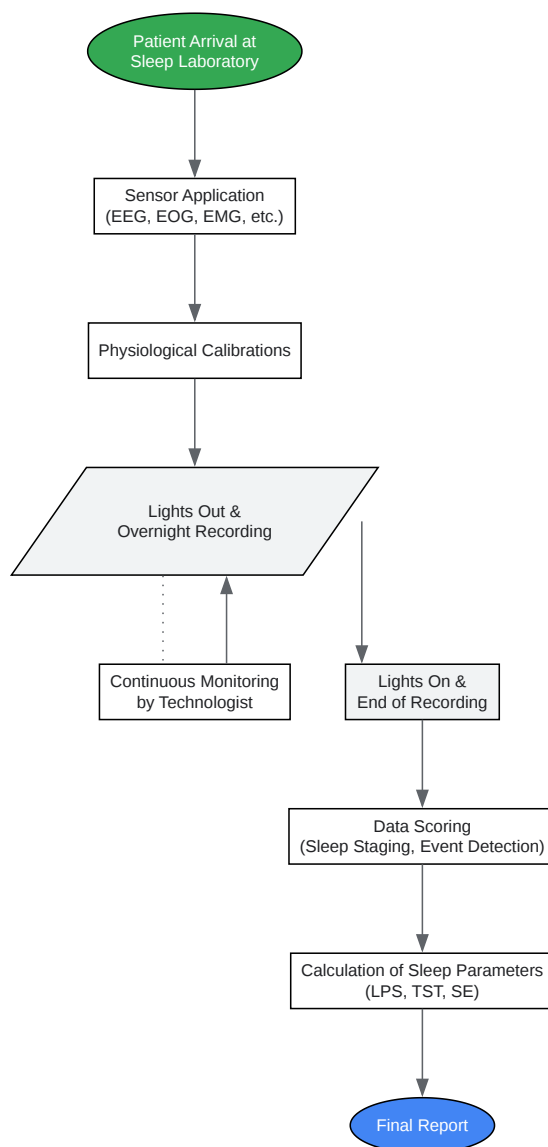 Patient Arrival at
Sleep Laboratory
Sensor Application
(EEG, EOG, EMG, etc.)
Physiological Calibrations
Lights Out &
Overnight Recording
Continuous Monitoring
by Technologist
Lights On &
End of Recording
Data Scoring
(Sleep Staging, Event Detection)
Calculation of Sleep Parameters
(LPS, TST, SE)
Final Report